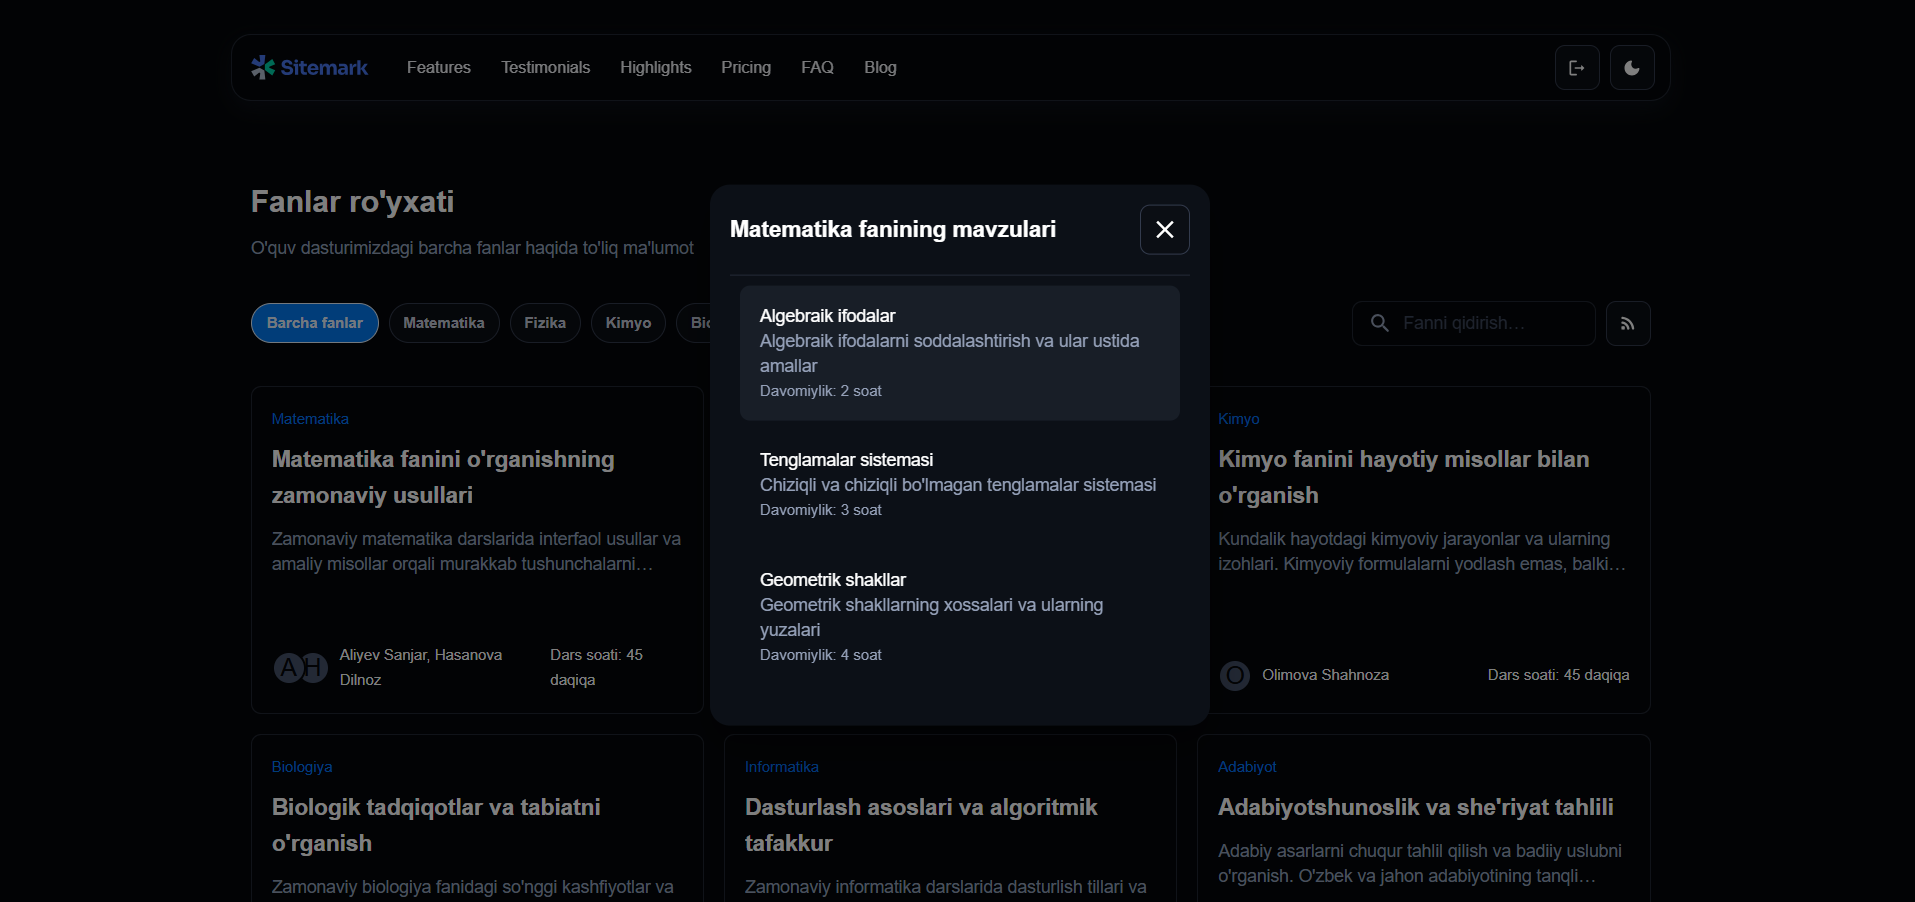 Sitemark
Features
Testimonials
Highlights
Pricing
FAQ
Blog
Fanlar ro'yxati
O'quv dasturimizdagi barcha fanlar haqida to'liq ma'lumot
Barcha fanlar
Matematika
Fizika
Kimyo
Fanni qidirish...
Matematika fanining mavzulari
Algebraik ifodalar
Algebraik ifodalarni soddalashtirish va ular ustida
amallar
Davomiylik: 2 soat
Tenglamalar sistemasi
Chiziqli va chiziqli bo'lmagan tenglamalar sistemasi
Davomiylik: 3 soat
Geometrik shakllar
Geometrik shakllarning xossalari va ularning
yuzalari
Davomiylik: 4 soat
Matematika
Matematika fanini o'rganishning
zamonaviy usullari
Zamonaviy matematika darslarida interfaol usullar va
amaliy misollar orqali murakkab tushunchalarni...
A H
Aliyev Sanjar, Hasanova
Dilnoz
Dars soati: 45
daqiqa
Kimyo
Kimyo fanini hayotiy misollar bilan
o'rganish
Kundalik hayotdagi kimyoviy jarayonlar va ularning
izohlari. Kimyoviy formulalarni yodlash emas, balki...
O
Olimova Shahnoza
Dars soati: 45 daqiqa
Biologiya
Biologik tadqiqotlar va tabiatni
o'rganish
Zamonaviy biologiya fanidagi so'nggi kashfiyotlar va
Informatika
Dasturlash asoslari va algoritmik
tafakkur
Zamonaviy informatika darslarida dasturlish tillari va
Adabiyot
Adabiyotshunoslik va she'riyat tahlili
Adabiy asarlarni chuqur tahlil qilish va badiiy uslubni
o'rganish. O'zbek va jahon adabiyotining tanqli...